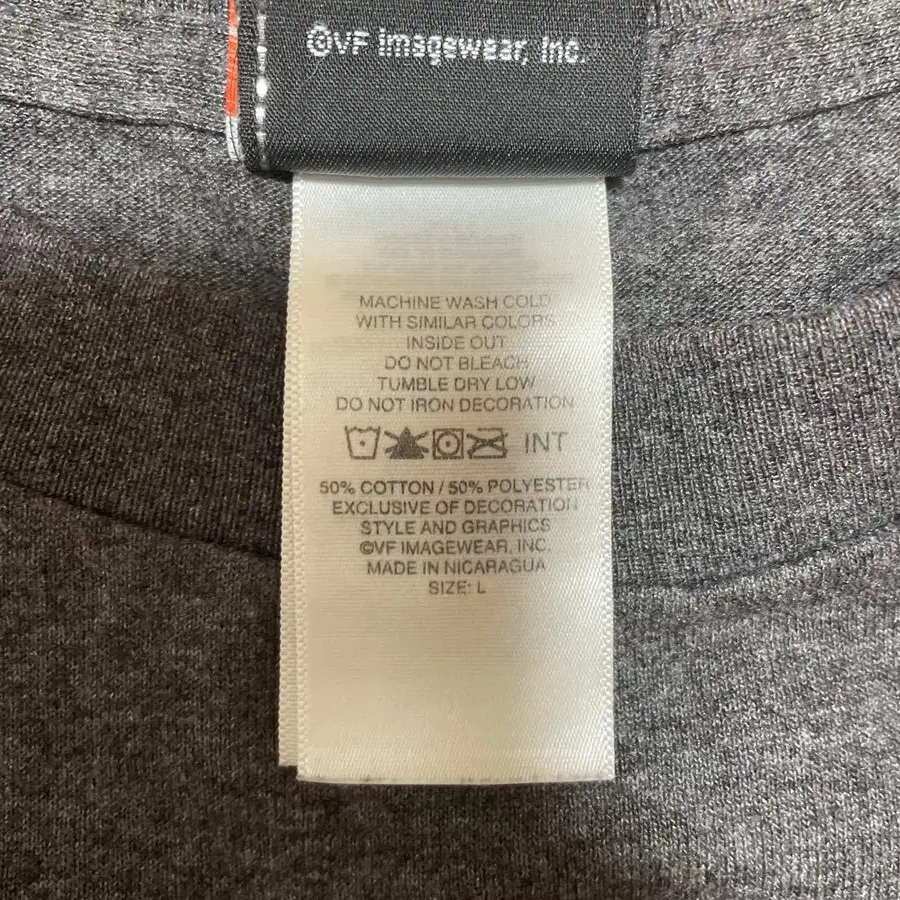 ©VF Imagewear, Inc.
MACHINE WASH COLD
WITH SIMILAR COLORS
INSIDE OUT
DO NOT BLEACH
TUMBLE DRY LOW
DO NOT IRON DECORATION
INT
50% COTTON / 50% POLYESTER
EXCLUSIVE OF DECORATION
STYLE AND GRAPHICS
©VF IMAGEWEAR, INC.
MADE IN NICARAGUA
SIZE: L